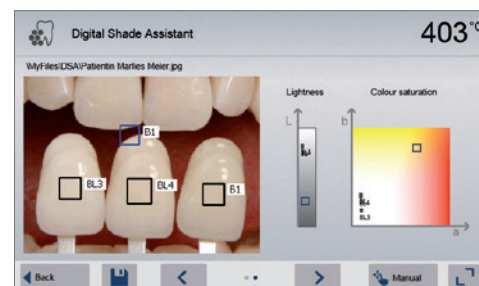 Digital Shade Assistant
403 °C
\MyFiles\DSA\Patientin Marlies Meier.jpg
Lightness
Colour saturation
L
b
B1
BL3
BL4
B1
BL3
a
Back
Manual